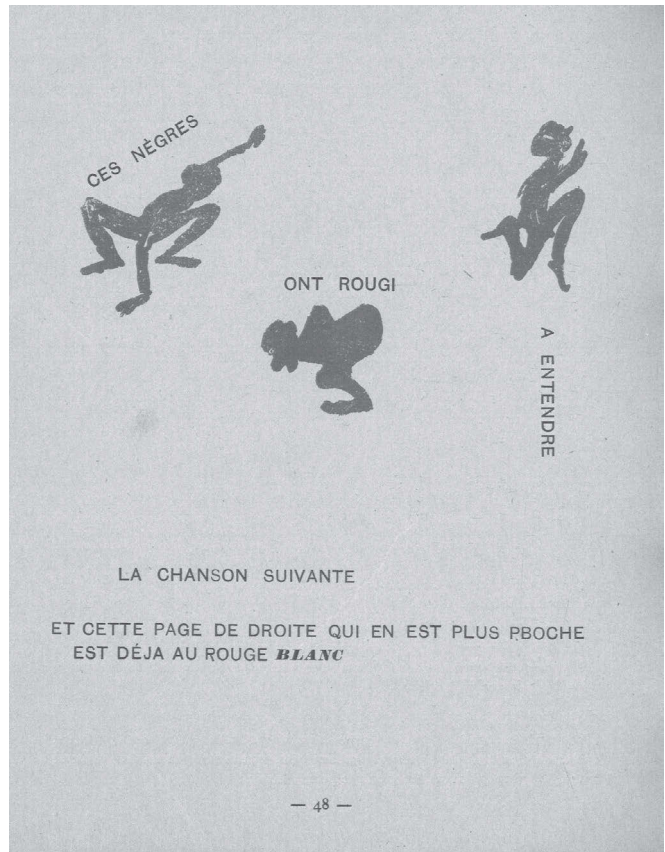 CES NÈGRES
ONT ROUGI
A ENTENDRE
LA CHANSON SUIVANTE
ET CETTE PAGE DE DROITE QUI EN EST PLUS PBOCHE
EST DÉJA AU ROUGE BLANC
— 48 —